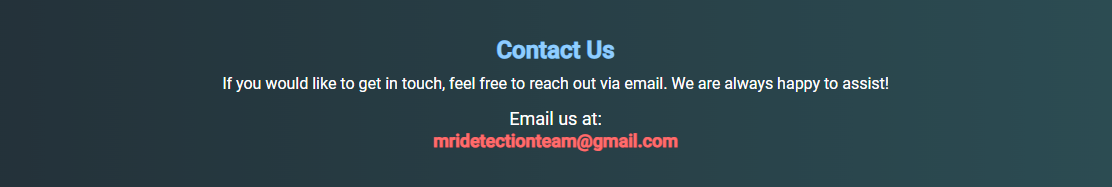 Contact Us
If you would like to get in touch, feel free to reach out via email. We are always happy to assist!
Email us at:
mridetectionteam@gmail.com